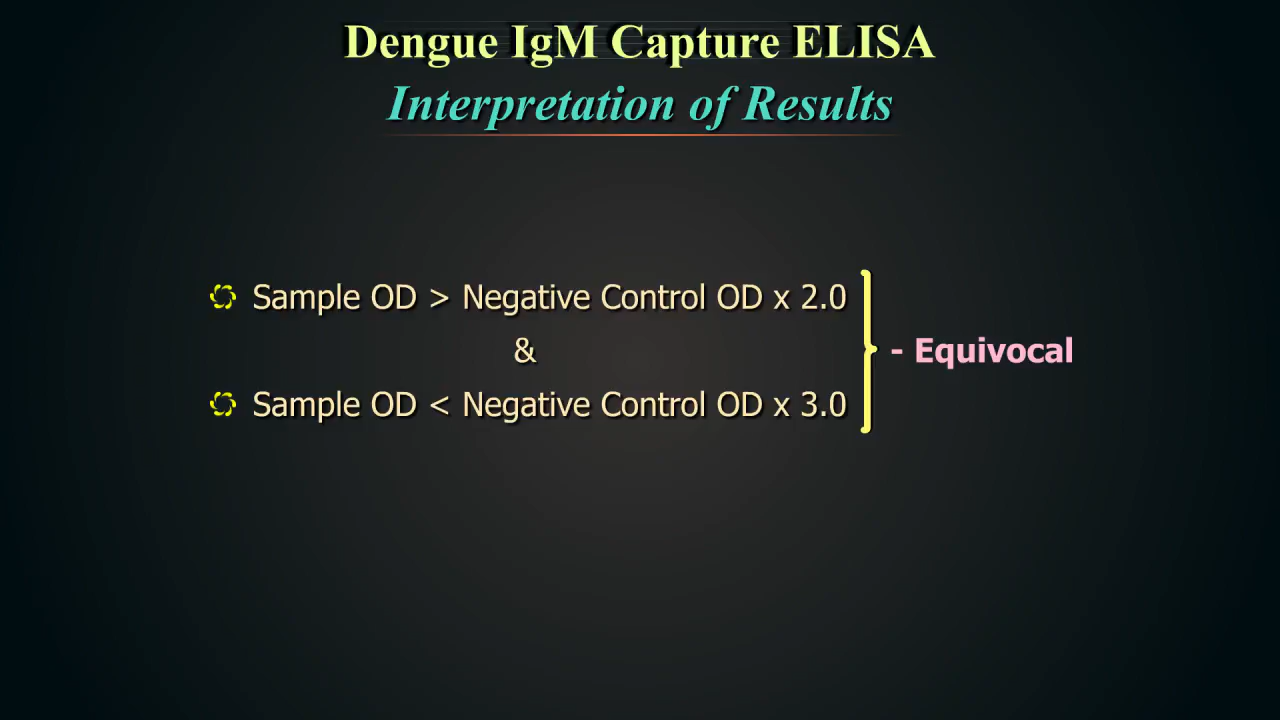 Dengue IgM Capture ELISA
Interpretation of Results
Sample OD > Negative Control OD x 2.0
&
- Equivocal
Sample OD < Negative Control OD x 3.0